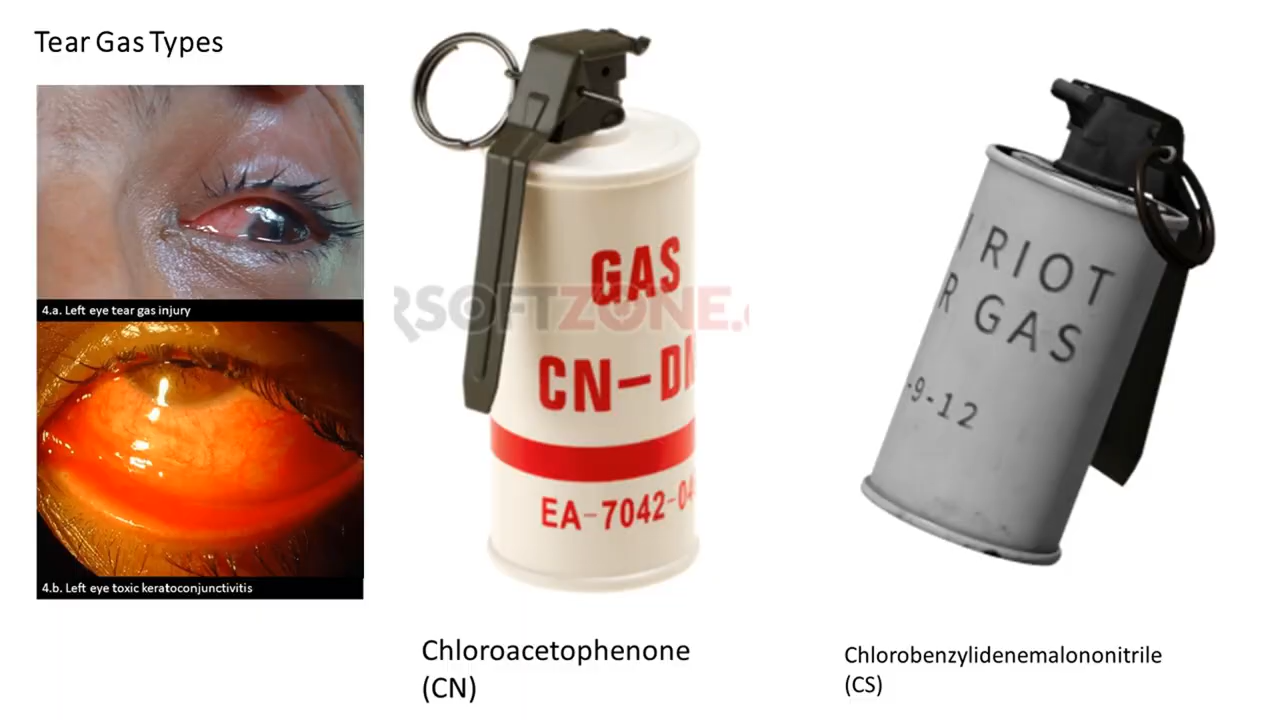 Tear Gas Types
4.a. Left eye tear gas injury
4.b. Left eye toxic keratoconjunctivitis
GAS
CN-D
EA-7042-0
RSOFTZONE.
Chloroacetophenone
(CN)
RIOT
R GAS
-9-12
Chlorobenzylidenemalononitrile
(CS)